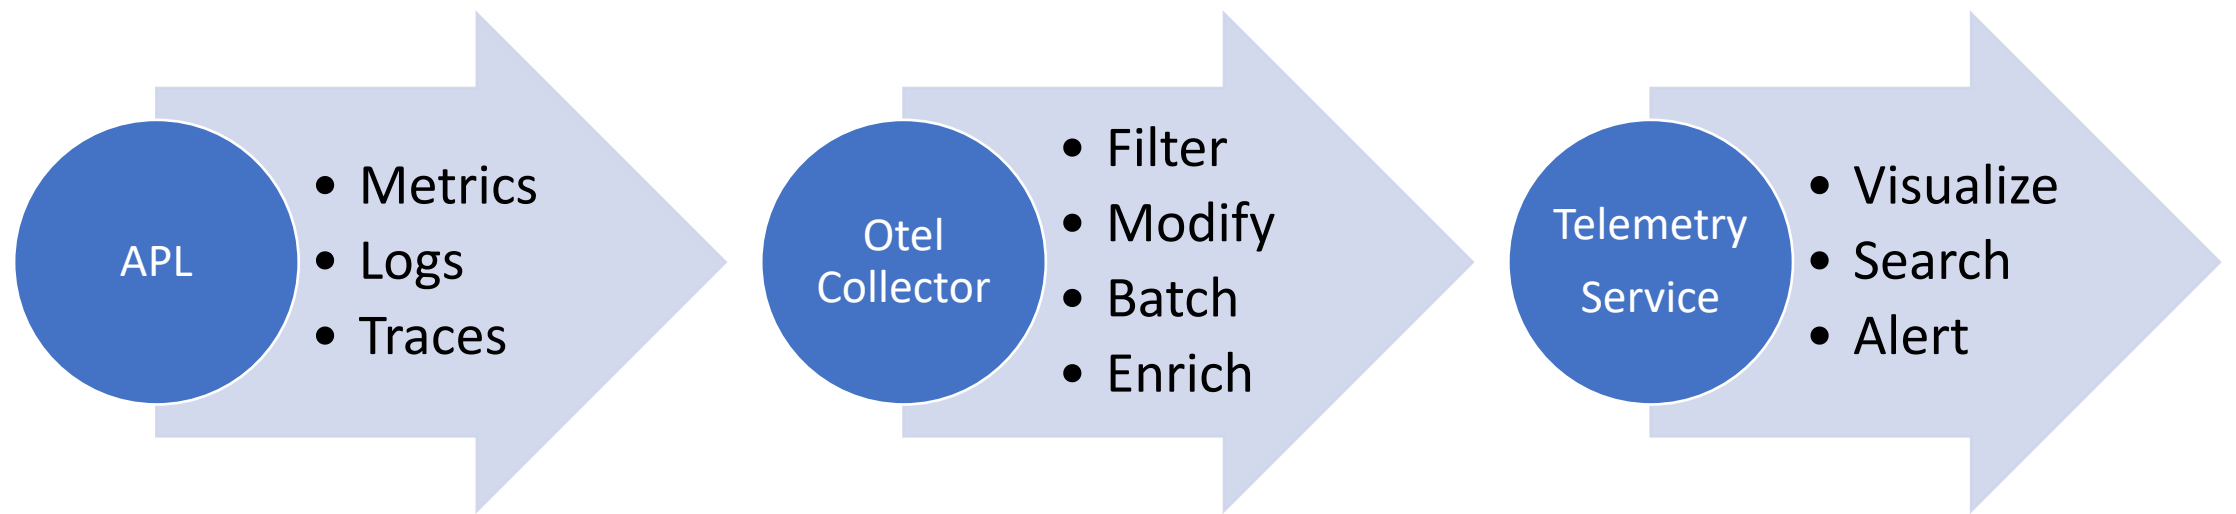 APL
• Metrics
• Logs
• Traces
Otel
Collector
• Filter
• Modify
• Batch
• Enrich
Telemetry
Service
• Visualize
• Search
• Alert